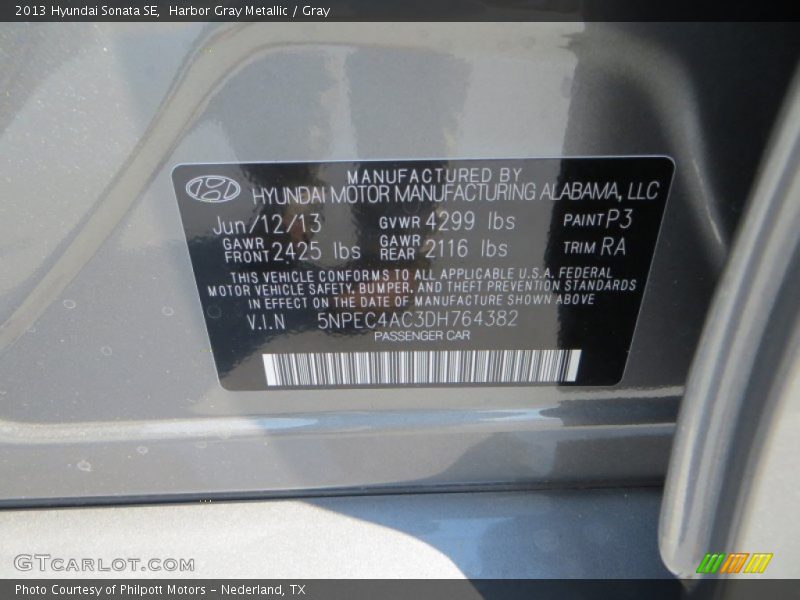 2013 Hyundai Sonata SE, Harbor Gray Metallic / Gray
MANUFACTURED BY
HYUNDAI MOTOR MANUFACTURING ALABAMA, LLC
Jun/12/13 GVWR 4299 lbs PAINT P3
GAWR FRONT 2425 lbs GAWR REAR 2116 lbs TRIM RA
THIS VEHICLE CONFORMS TO ALL APPLICABLE U.S.A. FEDERAL
MOTOR VEHICLE SAFETY, BUMPER, AND THEFT PREVENTION STANDARDS
IN EFFECT ON THE DATE OF MANUFACTURE SHOWN ABOVE
V.I.N 5NPEC4AC3DH764382
PASSENGER CAR
GTCARLOT.COM
Photo Courtesy of Philpott Motors - Nederland, TX